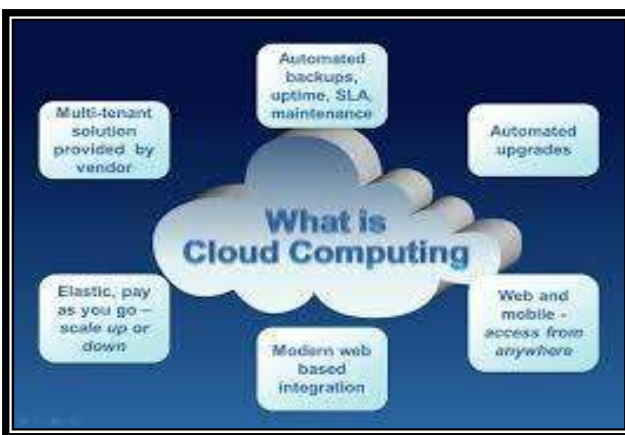 Automated
backups,
uptime, SLA,
maintenance
Multi-tenant
solution
provided by
vendor
Automated
upgrades
What is
Cloud Computing
Elastic, pay
as you go –
scale up or
down
Web and
mobile -
access from
anywhere
Modern web
based
integration